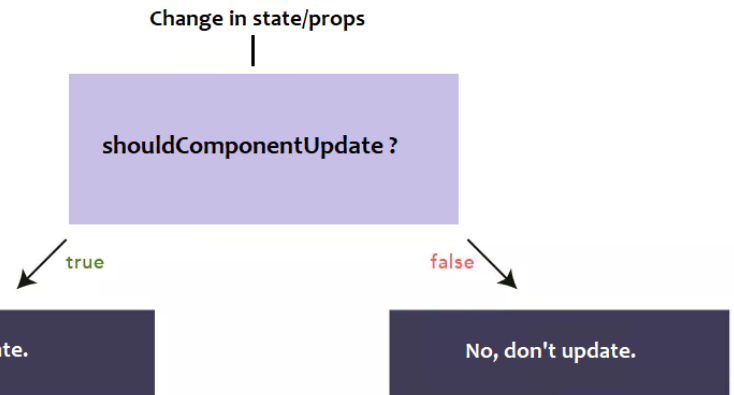 Change in state/props
shouldComponentUpdate ?
true
false
No, don't update.